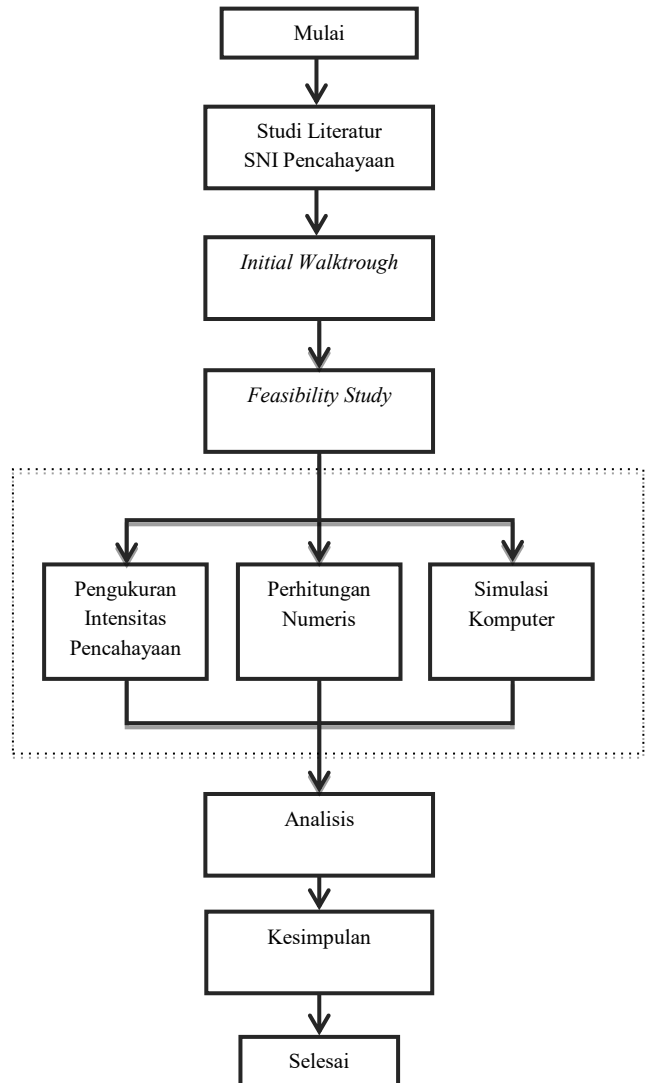 Mulai
Studi Literatur
SNI Pencahayaan
Initial Walktrough
Feasibility Study
Pengukuran
Intensitas
Pencahayaan
Perhitungan
Numeris
Simulasi
Komputer
Analisis
Kesimpulan
Selesai